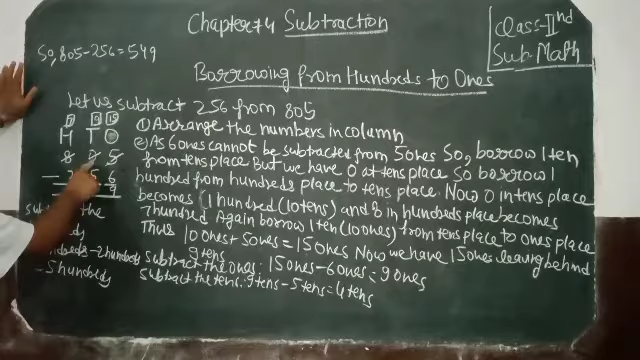 Chapter#4 Subtraction
Class-IInd
Sub-Math
So, 805-256=549
Borrowing from Hundreds to Ones
Let us subtract 256 from 805
7 9 15
H T
8 0 5
5 6
9
① Arrange the numbers in column
② As 6 ones cannot be subtracted from 5 ones So, borrow 1 ten
from tens place But we have 0 at tens place So borrow 1
hundred from hundreds place to tens place Now 0 in tens place
becomes 1 hundred (10 tens) and 8 in hundreds place becomes
7 hundred Again borrow 1 ten (10 ones) from tens place to ones place
Thus 10 ones + 5 ones = 15 ones Now we have 15 ones leaving behind
9 tens
Subtract the ones: 15 ones - 6 ones = 9 ones
Subtract the tens: 9 tens - 5 tens = 4 tens
the
- 2 hundreds